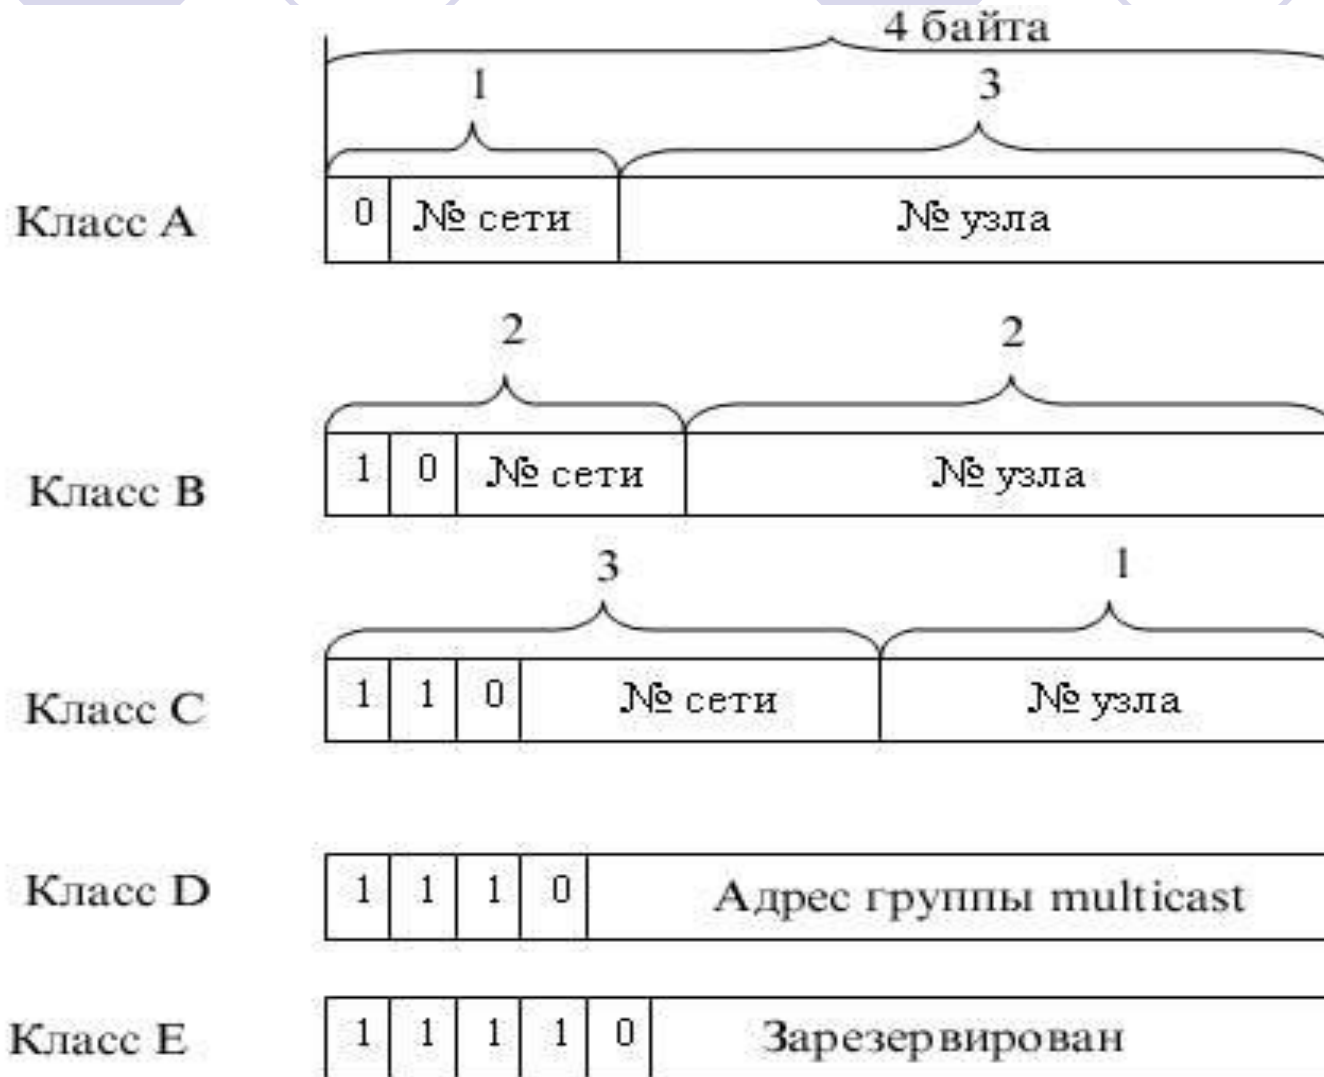 4 байта
1 3
Класс A 0 № сети № узла
2 2
Класс B 1 0 № сети № узла
3 1
Класс C 1 1 0 № сети № узла
Класс D 1 1 1 0 Адрес группы multicast
Класс E 1 1 1 1 0 Зарезервирован